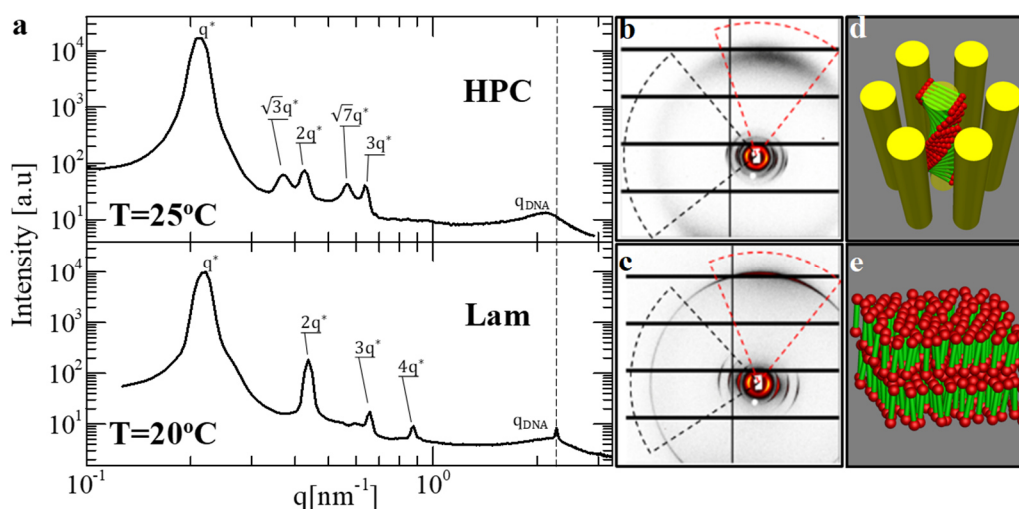 a
b
d
c
e
Intensity [a.u]
10⁴
10³
10²
10¹
q*
√3q*
2q*
√7q*
3q*
HPC
q_DNA
T=25°C
10⁴
10³
10²
10¹
q*
2q*
3q*
4q*
Lam
q_DNA
T=20°C
10⁻¹
q[nm⁻¹]
10⁰